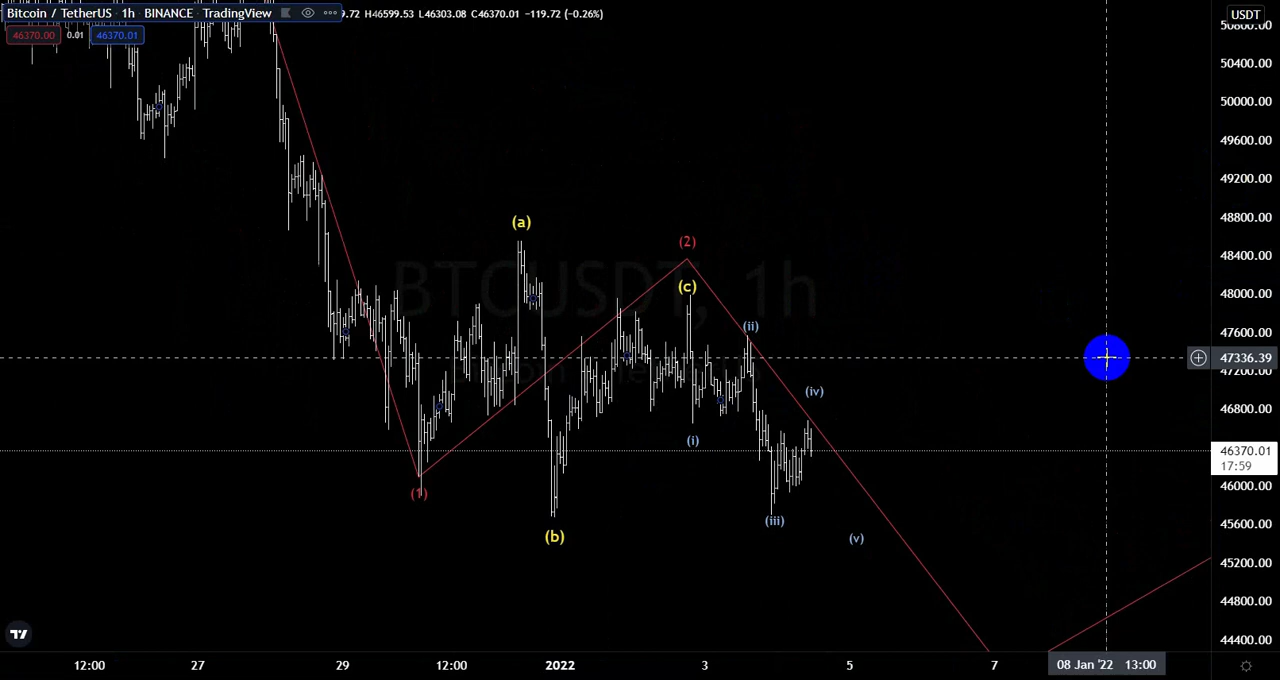 Bitcoin / TetherUS · 1h · BINANCE · TradingView
9.72 H46599.53 L46303.08 C46370.01 −119.72 (−0.26%)
USDT
46370.00 0.01 46370.01
50800.00
50400.00
50000.00
49600.00
49200.00
48800.00
48400.00
48000.00
47600.00
47336.39
47200.00
46800.00
46370.01
17:59
46000.00
45600.00
45200.00
44800.00
44400.00
(a)
(2)
(c)
(ii)
(iv)
(i)
(1)
(iii)
(b)
(v)
BTCUSDT, 1h
12:00 27 29 12:00 2022 3 5 7 08 Jan '22 13:00